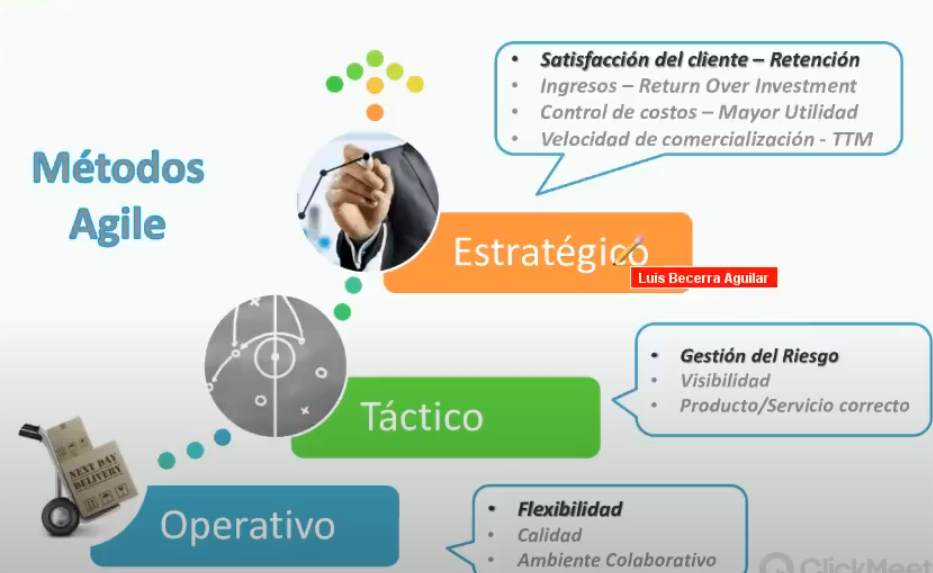 Satisfacción del cliente – Retención
Ingresos – Return Over Investment
Control de costos – Mayor Utilidad
Velocidad de comercialización - TTM
Métodos
Agile
Estratégico
Luis Becerra Aguilar
Gestión del Riesgo
Visibilidad
Producto/Servicio correcto
Táctico
NEXT DAY
DELIVERY
Operativo
Flexibilidad
Calidad
Ambiente Colaborativo
ClickMeet